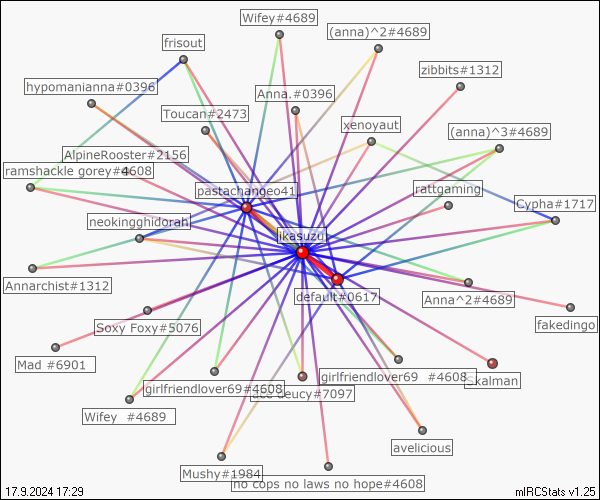 Wifey#4689
(anna)^2#4689
frisout
zibbits#1312
hypomanianna#0396
Anna.#0396
Toucan#2473
xenoyaut
(anna)^3#4689
AlpineRooster#2156
ramshackle gorey#4608
pastachangeo41
rattgaming
Cypha#1717
neokingghidorah
ikasuzu
Annarchist#1312
default#0617
Anna^2#4689
Soxy Foxy#5076
fakedingo
Mad #6901
girlfriendlover69 #4608
Skalman
girlfriendlover69#4608
deucy#7097
Wifey #4689
avelicious
Mushy#1984
no cops no laws no hope#4608
17.9.2024 17:29
mIRCStats v1.25